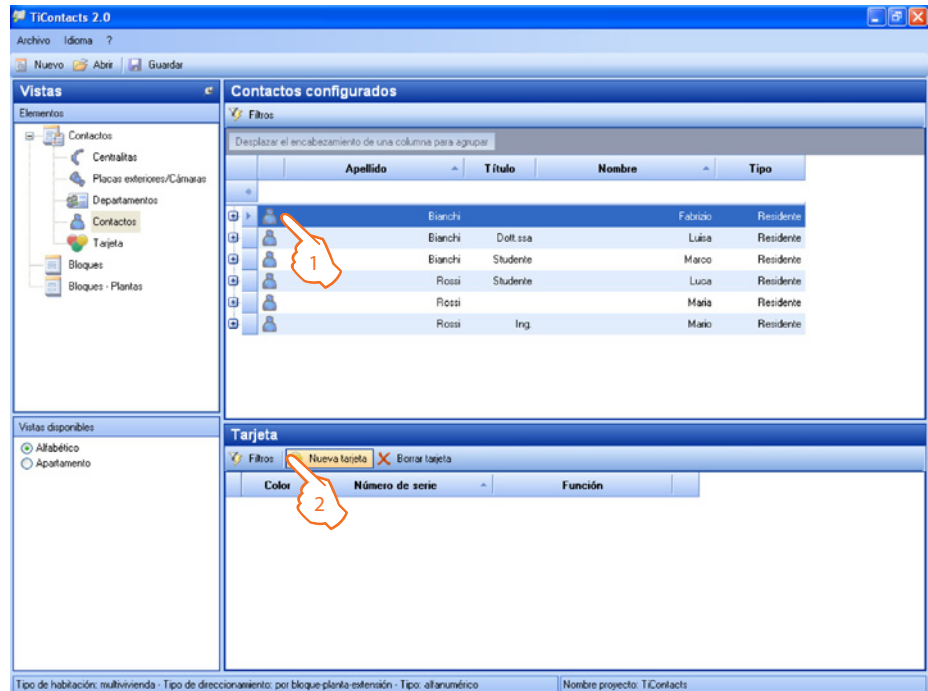 TiContacts 2.0
Archivo Idioma ?
Nuevo Abrir Guardar
Vistas
Elementos
Contactos
Centralitas
Placas exteriores/Cámaras
Departamentos
Contactos
Tarjeta
Bloques
Bloques - Plantas
Vistas disponibles
Alfabético
Apartamento
Contactos configurados
Filtros
Desplazar el encabezamiento de una columna para agrupar
Apellido Título Nombre Tipo
Bianchi Fabrizio Residente
Bianchi Dott.ssa Luisa Residente
Bianchi Studente Marco Residente
Rossi Studente Luca Residente
Rossi Maria Residente
Rossi Ing. Mario Residente
1
Tarjeta
Filtros Nueva tarjeta Borrar tarjeta
Color Número de serie Función
2
Tipo de habitación: multivivienda - Tipo de direccionamiento: por bloque-planta-extensión - Tipo: alfanumérico Nombre proyecto: TiContacts